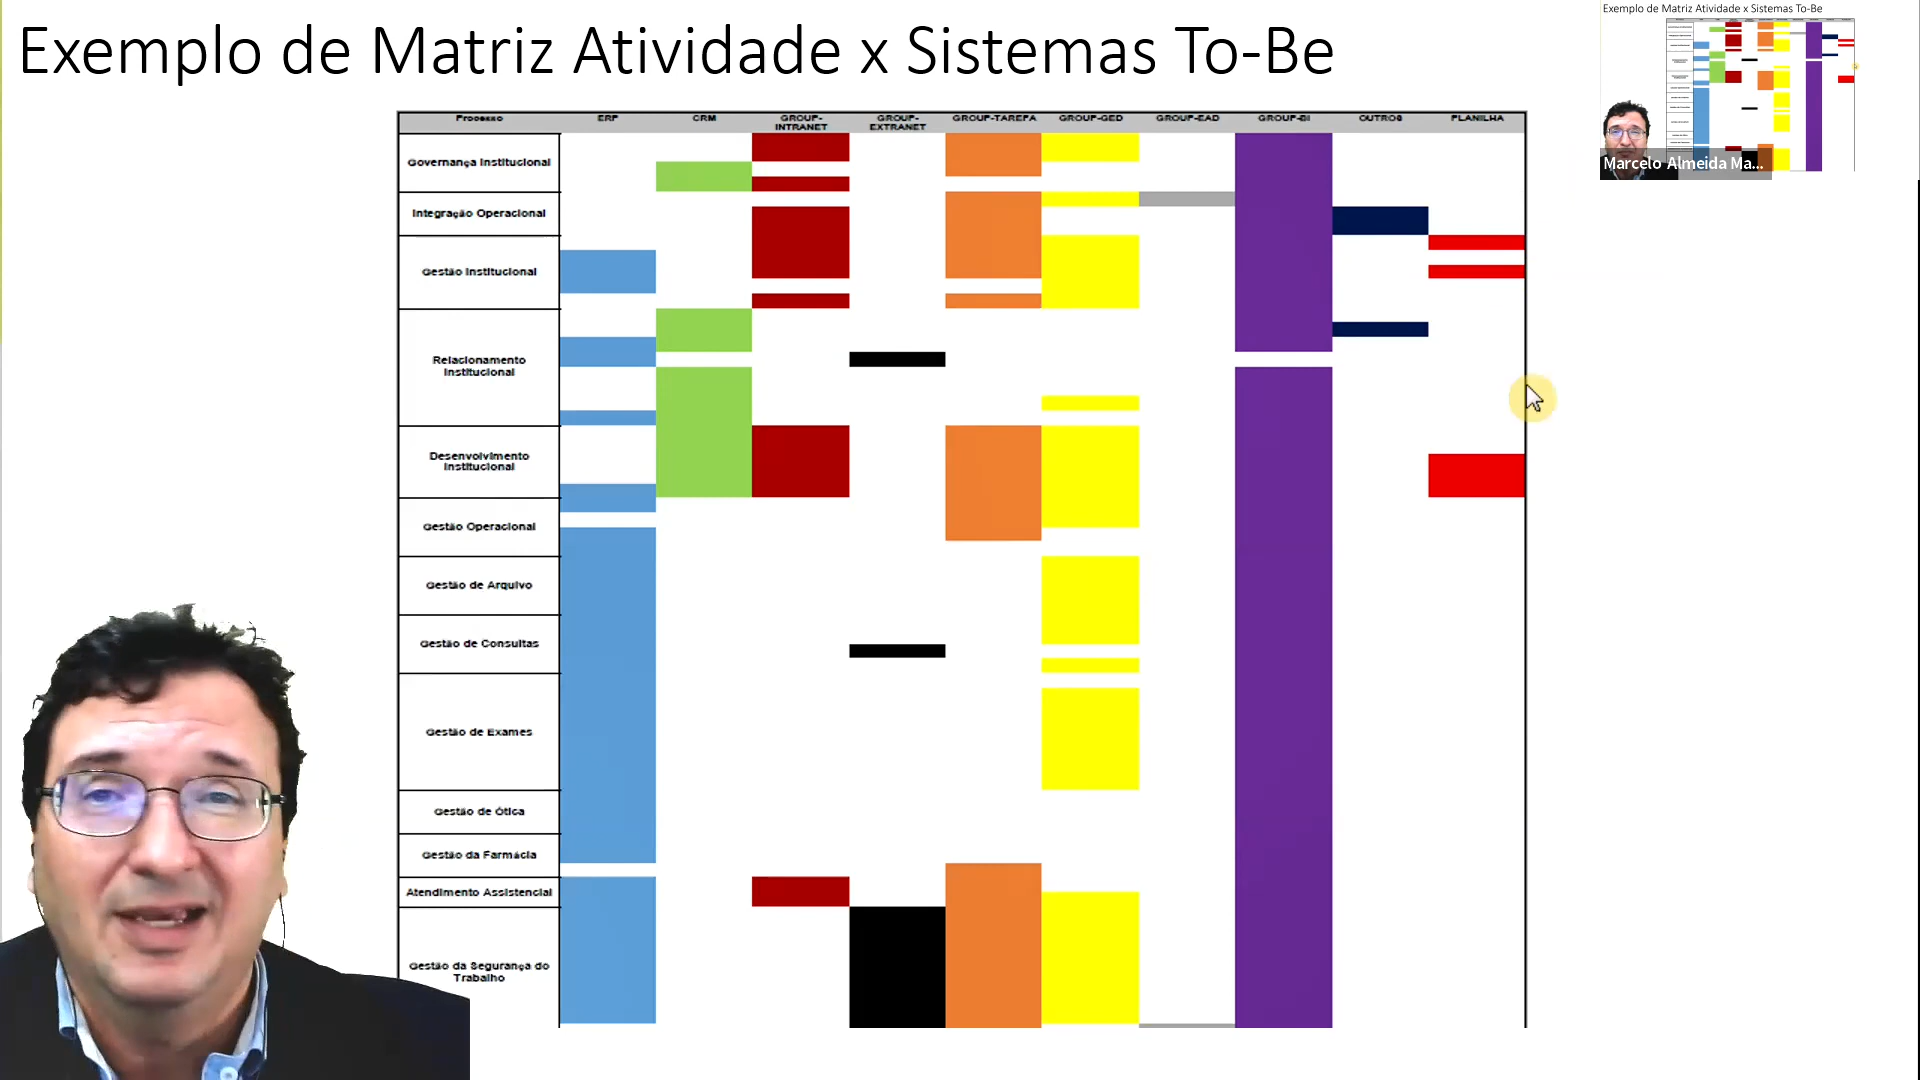 Exemplo de Matriz Atividade x Sistemas To-Be
Exemplo de Matriz Atividade x Sistemas To-Be
Marcelo Almeida Ma...
Processo ERP CRM GROUP-INTRANET GROUP-EXTRANET GROUP-TAREFA GROUP-GED GROUP-EAD GROUP-BI OUTROS PLANILHA
Governança Institucional
Integração Operacional
Gestão Institucional
Relacionamento
Institucional
Desenvolvimento
Institucional
Gestão Operacional
Gestão de Arquivo
Gestão de Consultas
Gestão de Exames
Gestão de Ótica
Gestão da Farmácia
Atendimento Assistencial
Gestão da Segurança do
Trabalho